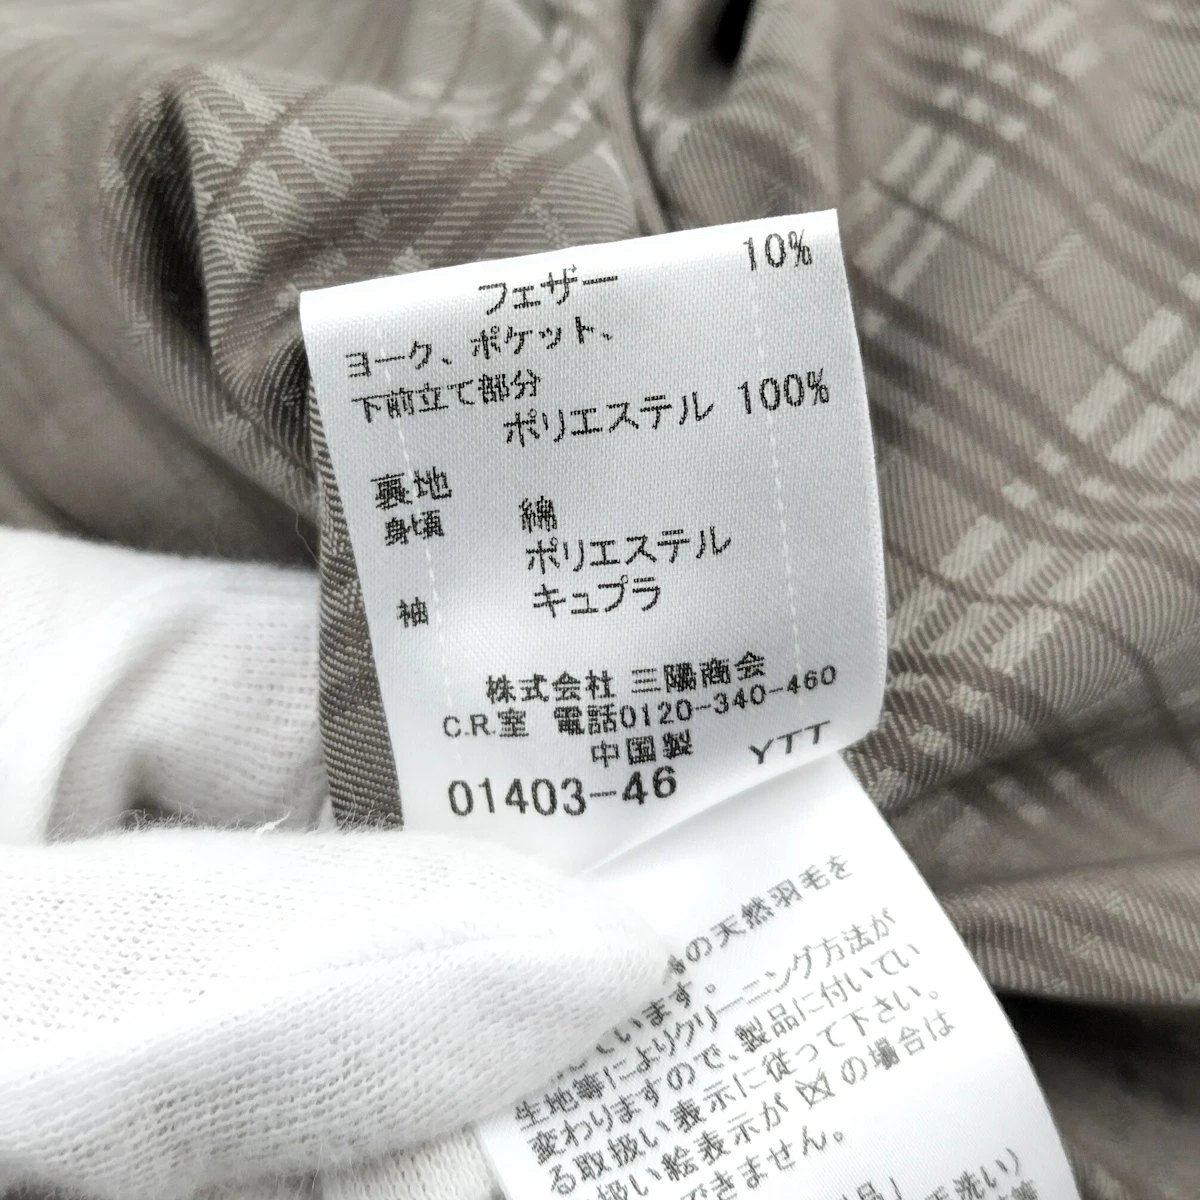 フェザー 10%
ヨーク、ポケット、
下前立て部分
ポリエステル 100%
裏地
身頃 綿
ポリエステル
袖 キュプラ
株式会社 三陽商会
C.R.室 電話0120-340-460
中国製
YTT
01403-46
の天然羽毛を
しています。
生地等によりクリーニング方法が
変わりますので、製品に付いてい
る取扱い表示に従って下さい。
扱い絵表示が の場合は
できません。
品」
洗い)